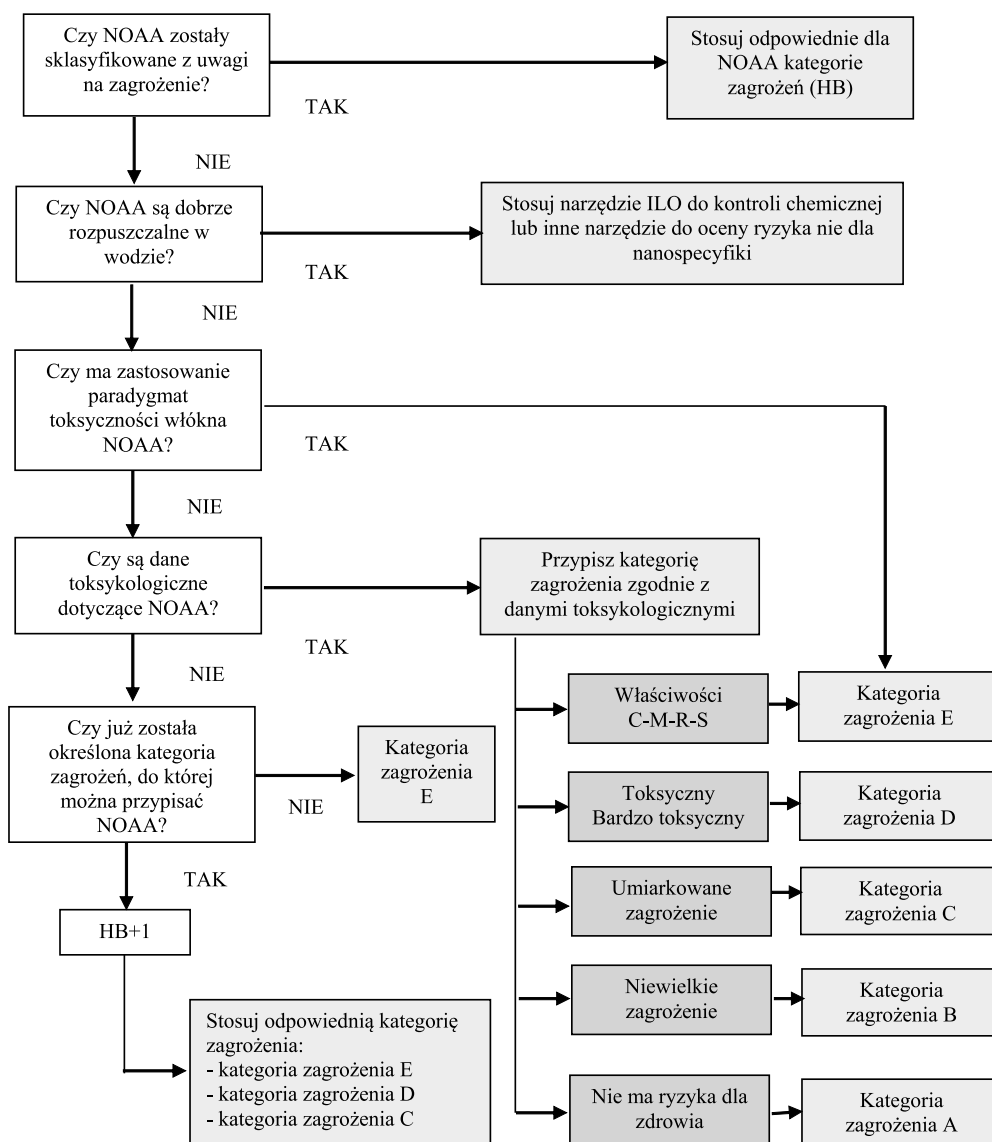 Czy NOAA zostały
sklasyfikowane z uwagi
na zagrożenie?
TAK
Stosuj odpowiednie dla
NOAA kategorie
zagrożeń (HB)
NIE
Czy NOAA są dobrze
rozpuszczalne w
wodzie?
TAK
Stosuj narzędzie ILO do kontroli chemicznej
lub inne narzędzie do oceny ryzyka nie dla
nanospecyfiki
NIE
Czy ma zastosowanie
paradygmat
toksyczności włókna
NOAA?
TAK
NIE
Czy są dane
toksykologiczne
dotyczące NOAA?
TAK
Przypisz kategorię
zagrożenia zgodnie z
danymi toksykologicznymi
NIE
Czy już została
określona kategoria
zagrożeń, do której
można przypisać
NOAA?
NIE
Kategoria
zagrożenia
E
TAK
HB+1
Stosuj odpowiednią kategorię
zagrożenia:
- kategoria zagrożenia E
- kategoria zagrożenia D
- kategoria zagrożenia C
Właściwości
C-M-R-S
Kategoria
zagrożenia E
Toksyczny
Bardzo toksyczny
Kategoria
zagrożenia D
Umiarkowane
zagrożenie
Kategoria
zagrożenia C
Niewielkie
zagrożenie
Kategoria
zagrożenia B
Nie ma ryzyka dla
zdrowia
Kategoria
zagrożenia A